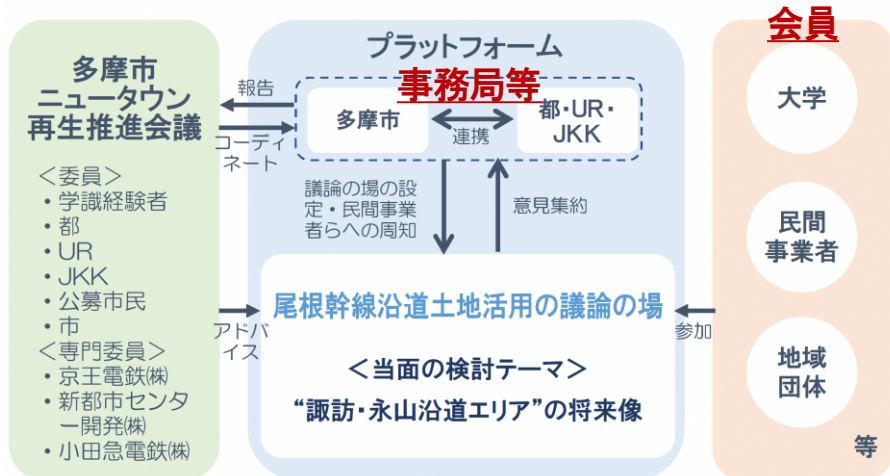 多摩市
ニュータウン
再生推進会議
＜委員＞
・学識経験者
・都
・UR
・JKK
・公募市民
・市
＜専門委員＞
・京王電鉄㈱
・新都市センタ
ー開発㈱
・小田急電鉄㈱
報告
コーディ
ネート
アドバ
イス
プラットフォーム
事務局等
多摩市
連携
都・UR・
JKK
議論の場の設
定・民間事業
者らへの周知
意見集約
尾根幹線沿道土地活用の議論の場
＜当面の検討テーマ＞
“諏訪・永山沿道エリア”の将来像
参加
会員
大学
民間
事業者
地域
団体
等